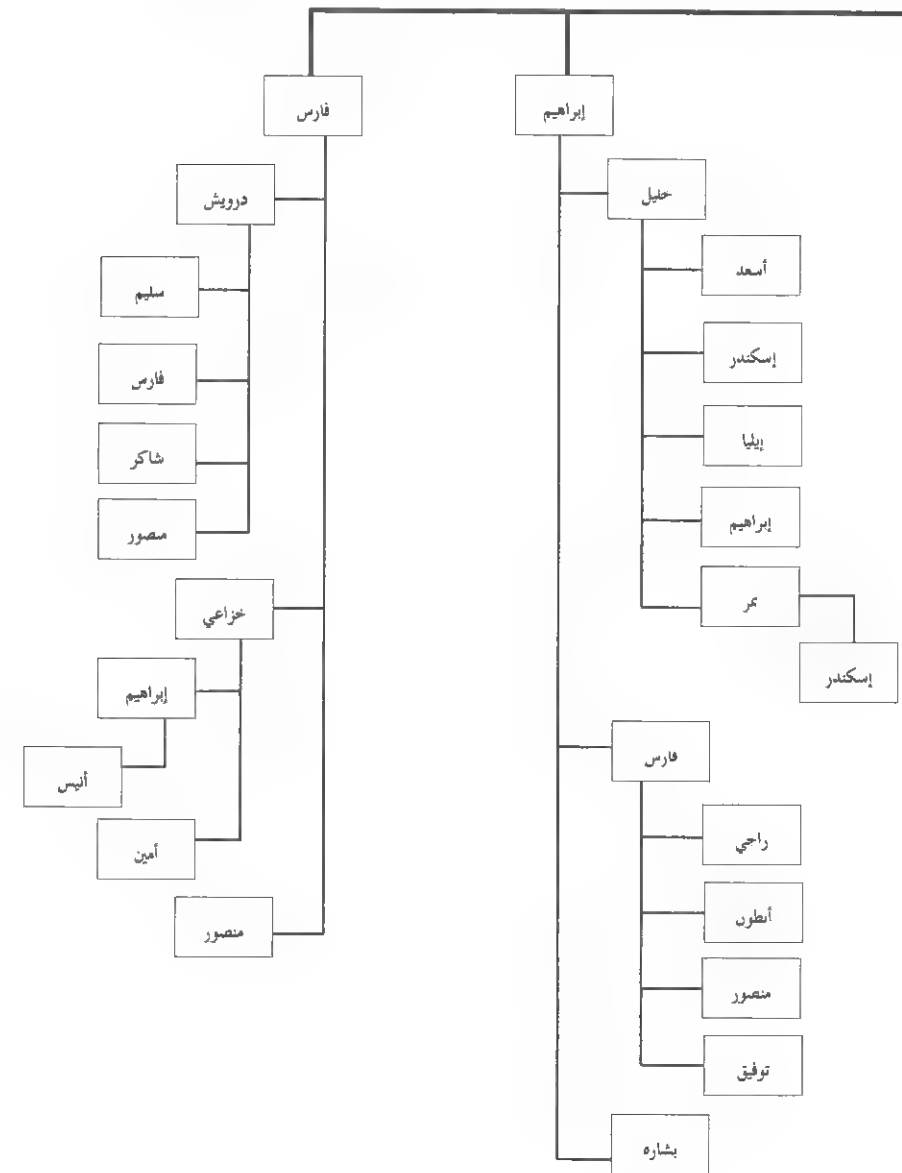 إبراهيم
خليل
أسعد
إسكندر
إيليا
إبراهيم
نمر
إسكندر
فارس
راجي
أنطون
منصور
توفيق
بشاره
فارس
درويش
سليم
فارس
شاكر
منصور
خزاعي
إبراهيم
أنيس
أمين
منصور